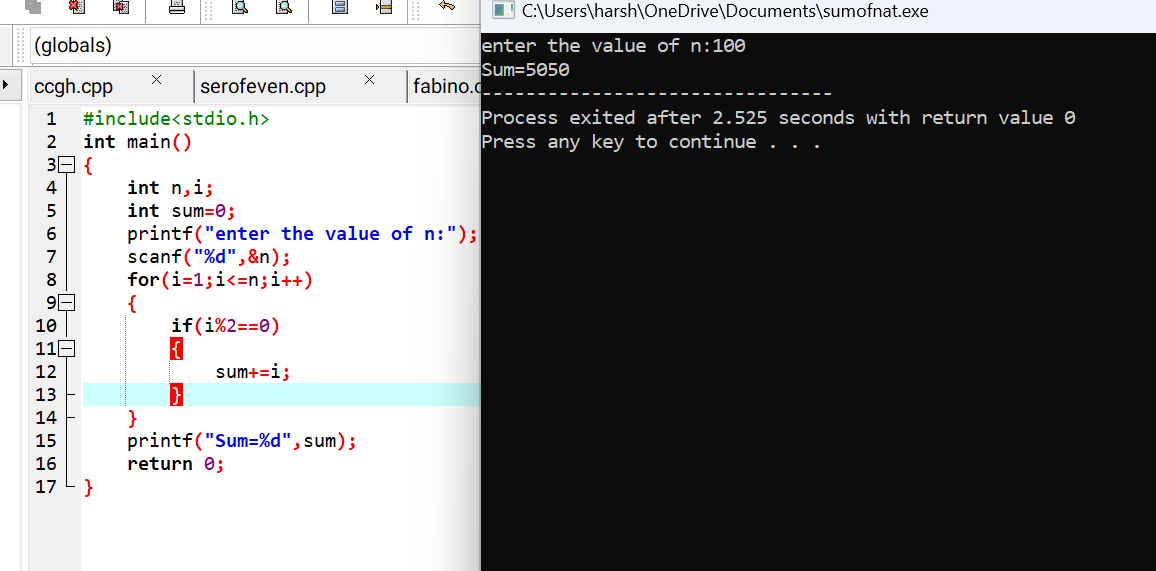 (globals)
ccgh.cpp serofeven.cpp fabino.
1 #include<stdio.h>
2 int main()
3 {
4 int n,i;
5 int sum=0;
6 printf("enter the value of n:");
7 scanf("%d",&n);
8 for(i=1;i<=n;i++)
9 {
10 if(i%2==0)
11 {
12 sum+=i;
13 }
14 }
15 printf("Sum=%d",sum);
16 return 0;
17 }
C:\Users\harsh\OneDrive\Documents\sumofnat.exe
enter the value of n:100
Sum=5050
--------------------------------
Process exited after 2.525 seconds with return value 0
Press any key to continue . . .